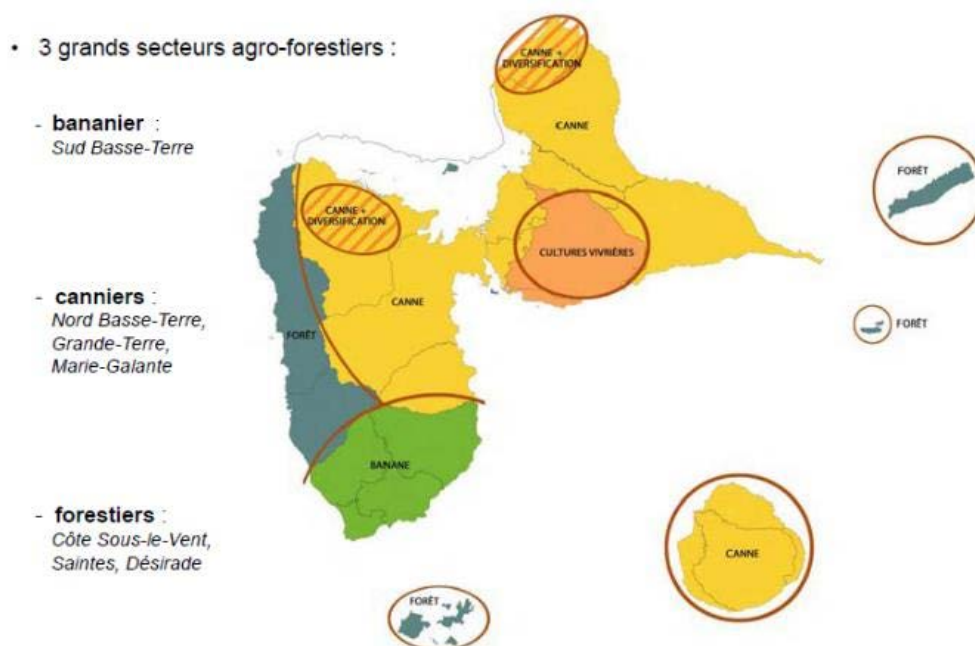 • 3 grands secteurs agro-forestiers :
- bananier :
Sud Basse-Terre
- canniers :
Nord Basse-Terre,
Grande-Terre,
Marie-Galante
- forestiers :
Côte Sous-le-Vent,
Saintes, Désirade
CANNE +
DIVERSIFICATION
CANNE
FORÊT
CANNE +
DIVERSIFICATION
CULTURES VIVRIÈRES
CANNE
FORÊT
FORÊT
BANANE
CANNE
FORÊT